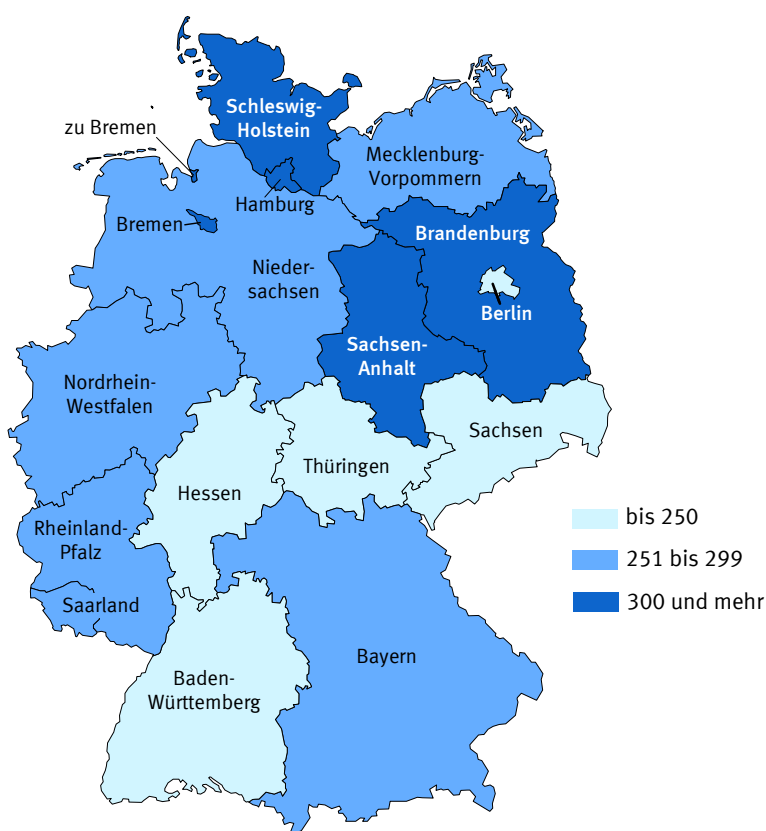 Schleswig-
Holstein
zu Bremen
Mecklenburg-
Vorpommern
Hamburg
Bremen
Brandenburg
Nieder-
sachsen
Berlin
Sachsen-
Anhalt
Nordrhein-
Westfalen
Sachsen
Thüringen
Hessen
Rheinland-
Pfalz
Saarland
Bayern
Baden-
Württemberg
bis 250
251 bis 299
300 und mehr